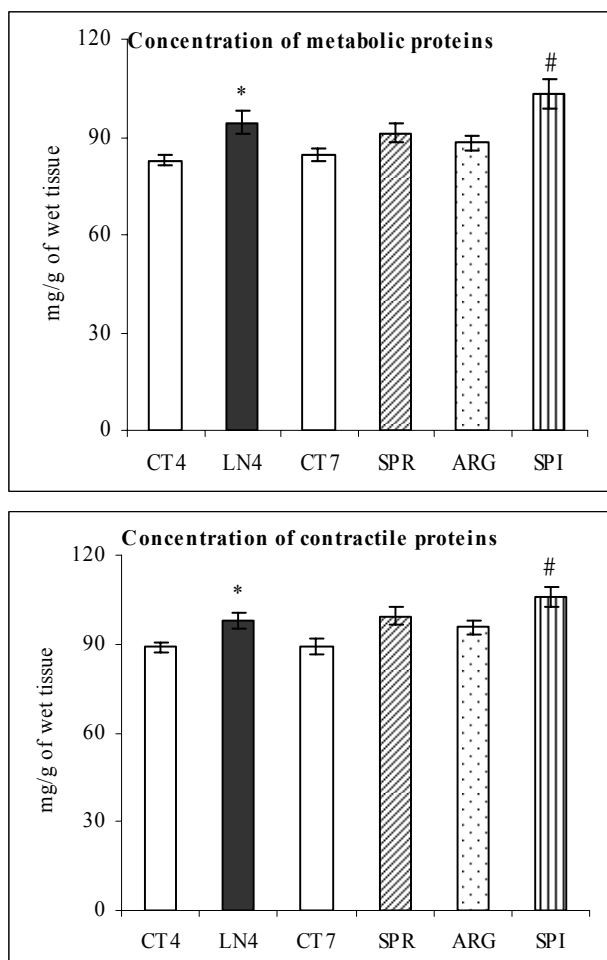 Concentration of metabolic proteins
120
90
60
30
0
mg/g of wet tissue
*
#
CT4 LN4 CT7 SPR ARG SPI
Concentration of contractile proteins
120
90
60
30
0
mg/g of wet tissue
*
#
CT4 LN4 CT7 SPR ARG SPI